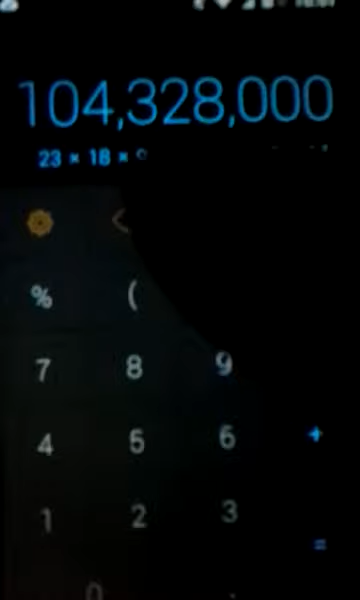 104,328,000
23 × 18 ×
% (
7 8 9
4 5 6 +
1 2 3
=
0 .